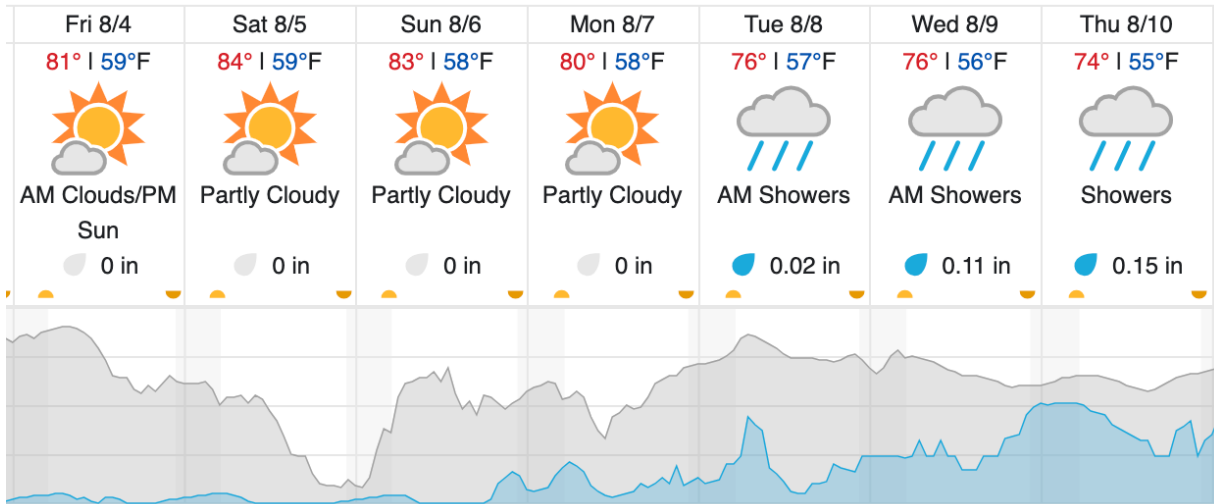 Fri 8/4
81° | 59°F
AM Clouds/PM
Sun
0 in
Sat 8/5
84° | 59°F
Partly Cloudy
0 in
Sun 8/6
83° | 58°F
Partly Cloudy
0 in
Mon 8/7
80° | 58°F
Partly Cloudy
0 in
Tue 8/8
76° | 57°F
AM Showers
0.02 in
Wed 8/9
76° | 56°F
AM Showers
0.11 in
Thu 8/10
74° | 55°F
Showers
0.15 in